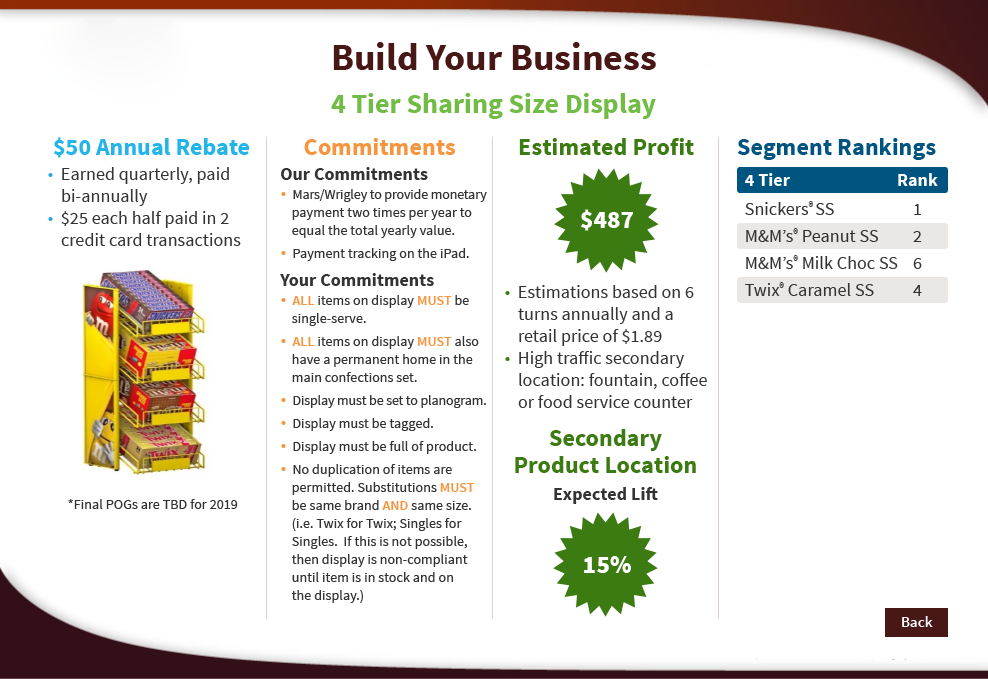 Build Your Business
4 Tier Sharing Size Display
$50 Annual Rebate
• Earned quarterly, paid
bi-annually
• $25 each half paid in 2
credit card transactions
*Final POGs are TBD for 2019
Commitments
Our Commitments
• Mars/Wrigley to provide monetary
payment two times per year to
equal the total yearly value.
• Payment tracking on the iPad.
Your Commitments
• ALL items on display MUST be
single-serve.
• ALL items on display MUST also
have a permanent home in the
main confections set.
• Display must be set to planogram.
• Display must be tagged.
• Display must be full of product.
• No duplication of items are
permitted. Substitutions MUST
be same brand AND same size.
(i.e. Twix for Twix; Singles for
Singles. If this is not possible,
then display is non-compliant
until item is in stock and on
the display.)
Estimated Profit
$487
• Estimations based on 6
turns annually and a
retail price of $1.89
• High traffic secondary
location: fountain, coffee
or food service counter
Secondary
Product Location
Expected Lift
15%
Segment Rankings
4 Tier Rank
Snickers® SS 1
M&M's® Peanut SS 2
M&M's® Milk Choc SS 6
Twix® Caramel SS 4
Back